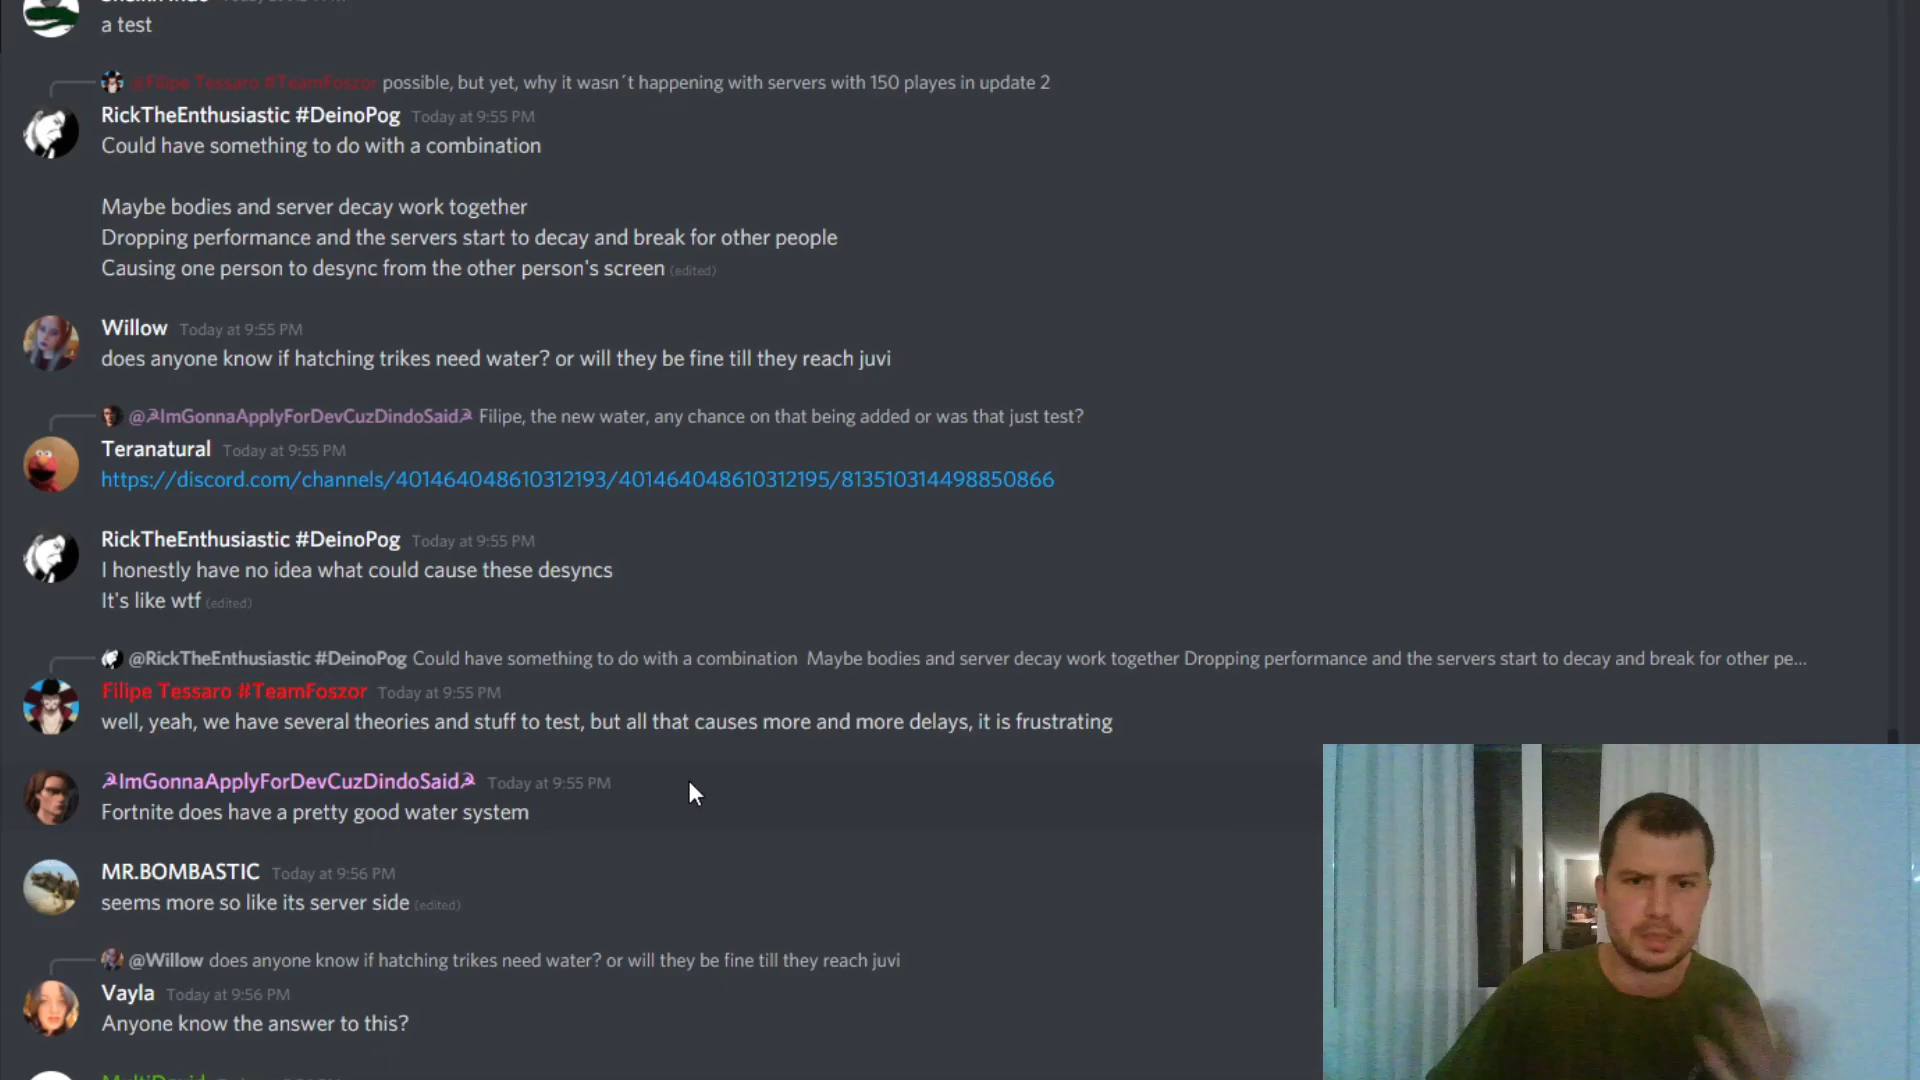 a test
@Filipe Tessaro #TeamFoszor possible, but yet, why it wasn´t happening with servers with 150 playes in update 2
RickTheEnthusiastic #DeinoPog Today at 9:55 PM
Could have something to do with a combination
Maybe bodies and server decay work together
Dropping performance and the servers start to decay and break for other people
Causing one person to desync from the other person's screen (edited)
Willow Today at 9:55 PM
does anyone know if hatching trikes need water? or will they be fine till they reach juvi
@☭ImGonnaApplyForDevCuzDindoSaid☭ Filipe, the new water, any chance on that being added or was that just test?
Teranatural Today at 9:55 PM
https://discord.com/channels/401464048610312193/401464048610312195/813510314498850866
RickTheEnthusiastic #DeinoPog Today at 9:55 PM
I honestly have no idea what could cause these desyncs
It's like wtf (edited)
@RickTheEnthusiastic #DeinoPog Could have something to do with a combination Maybe bodies and server decay work together Dropping performance and the servers start to decay and break for other pe...
Filipe Tessaro #TeamFoszor Today at 9:55 PM
well, yeah, we have several theories and stuff to test, but all that causes more and more delays, it is frustrating
☭ImGonnaApplyForDevCuzDindoSaid☭ Today at 9:55 PM
Fortnite does have a pretty good water system
MR.BOMBASTIC Today at 9:56 PM
seems more so like its server side (edited)
@Willow does anyone know if hatching trikes need water? or will they be fine till they reach juvi
Vayla Today at 9:56 PM
Anyone know the answer to this?